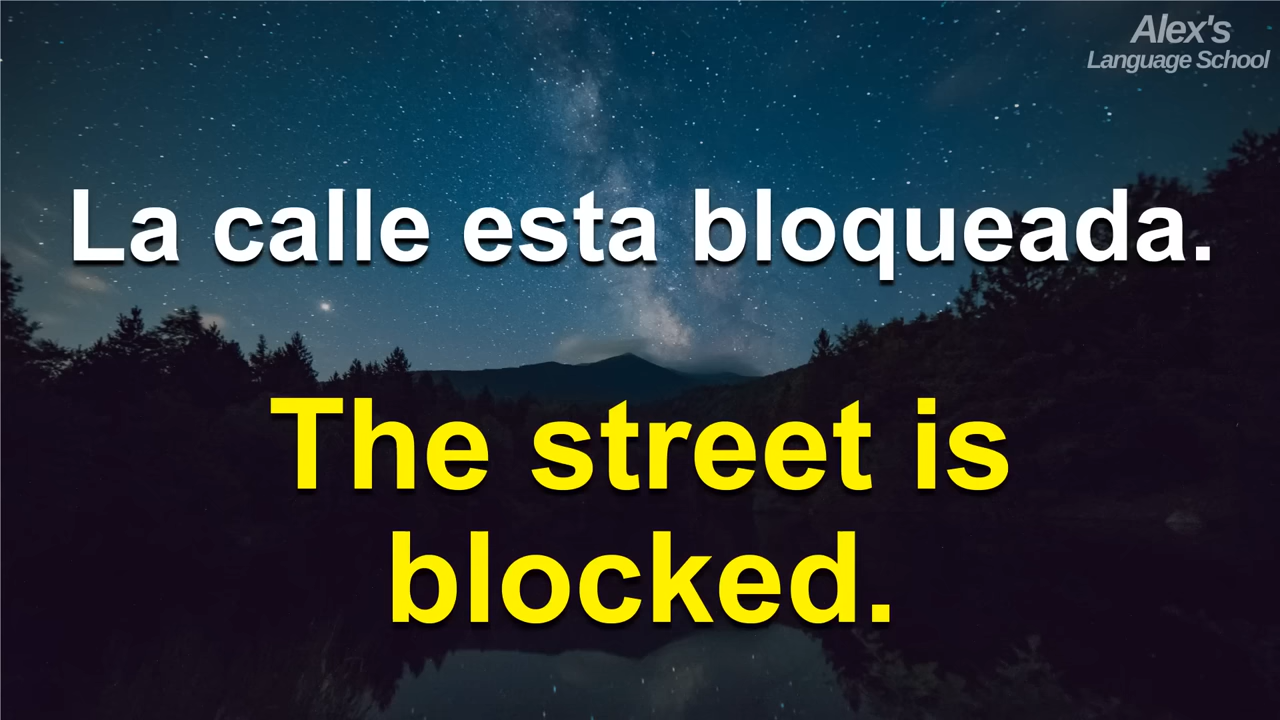 Alex's
Language School
La calle esta bloqueada.
The street is
blocked.